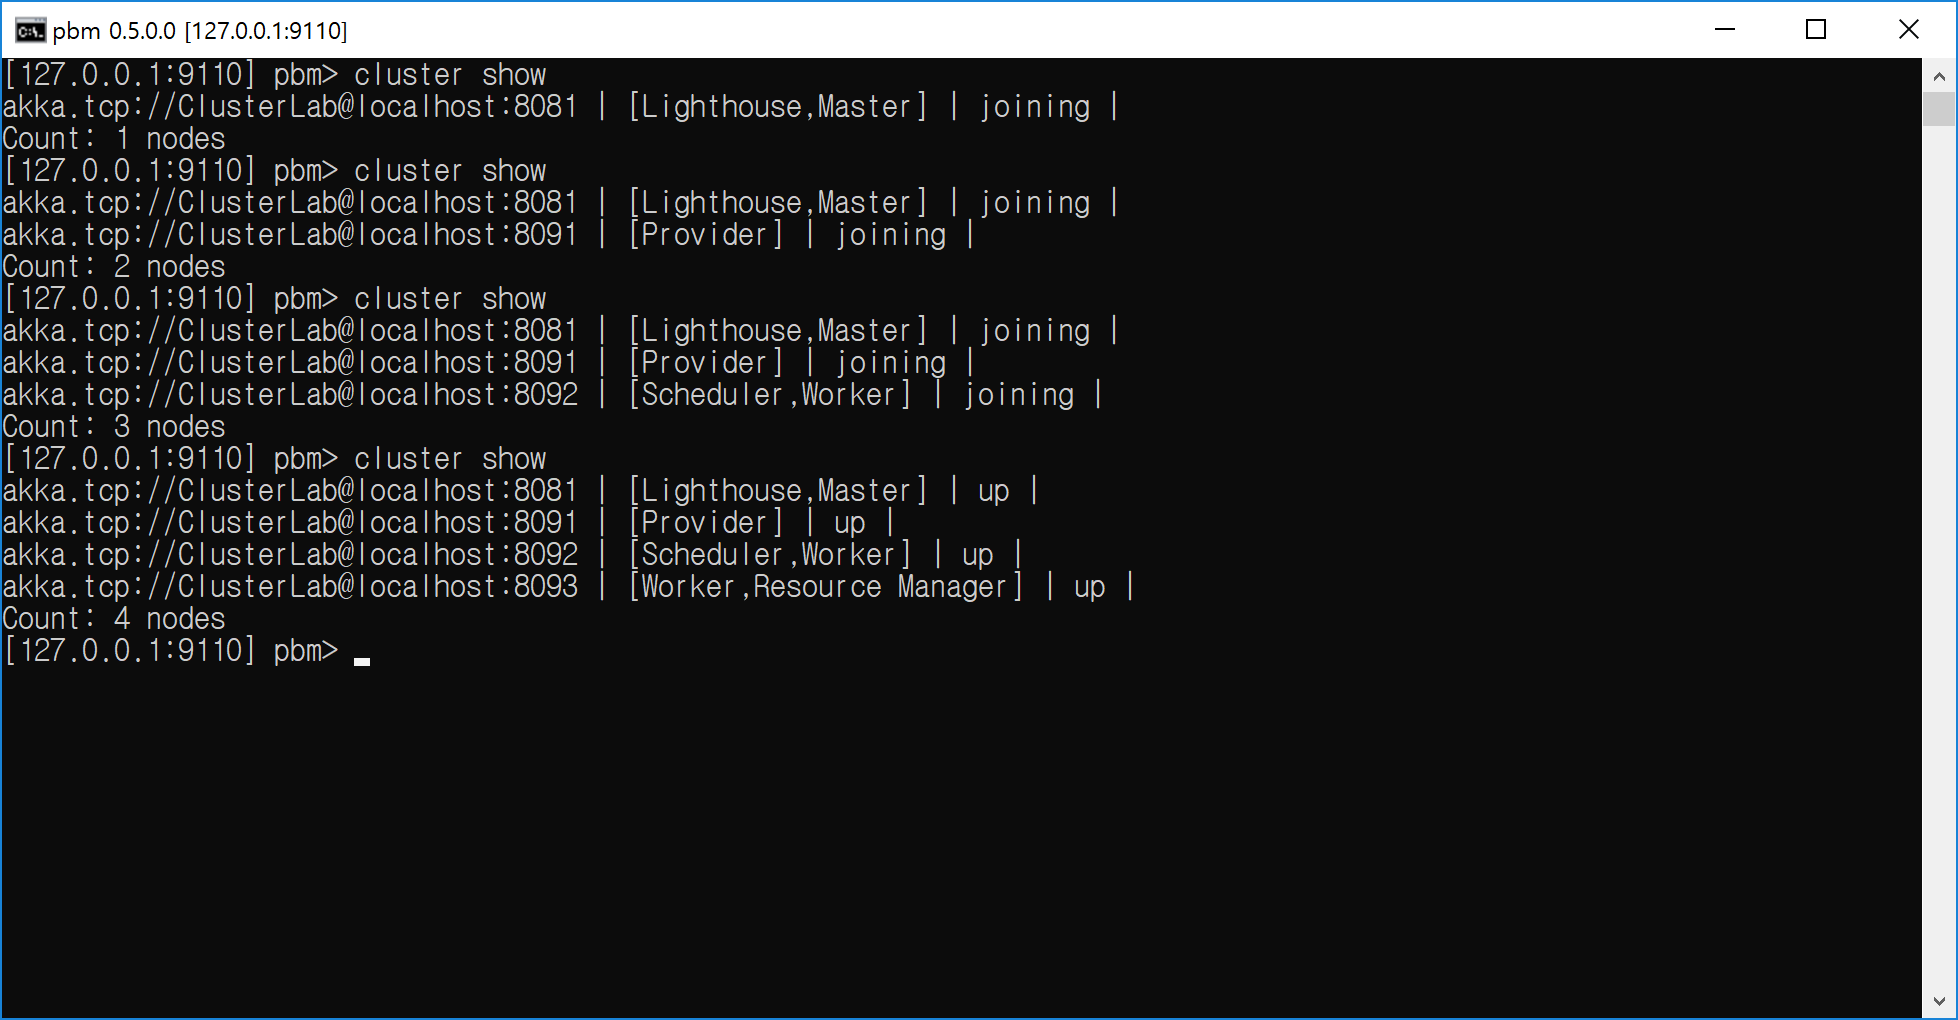 pbm 0.5.0.0 [127.0.0.1:9110]
[127.0.0.1:9110] pbm> cluster show
akka.tcp://ClusterLab@localhost:8081 | [Lighthouse,Master] | joining |
Count: 1 nodes
[127.0.0.1:9110] pbm> cluster show
akka.tcp://ClusterLab@localhost:8081 | [Lighthouse,Master] | joining |
akka.tcp://ClusterLab@localhost:8091 | [Provider] | joining |
Count: 2 nodes
[127.0.0.1:9110] pbm> cluster show
akka.tcp://ClusterLab@localhost:8081 | [Lighthouse,Master] | joining |
akka.tcp://ClusterLab@localhost:8091 | [Provider] | joining |
akka.tcp://ClusterLab@localhost:8092 | [Scheduler,Worker] | joining |
Count: 3 nodes
[127.0.0.1:9110] pbm> cluster show
akka.tcp://ClusterLab@localhost:8081 | [Lighthouse,Master] | up |
akka.tcp://ClusterLab@localhost:8091 | [Provider] | up |
akka.tcp://ClusterLab@localhost:8092 | [Scheduler,Worker] | up |
akka.tcp://ClusterLab@localhost:8093 | [Worker,Resource Manager] | up |
Count: 4 nodes
[127.0.0.1:9110] pbm> _